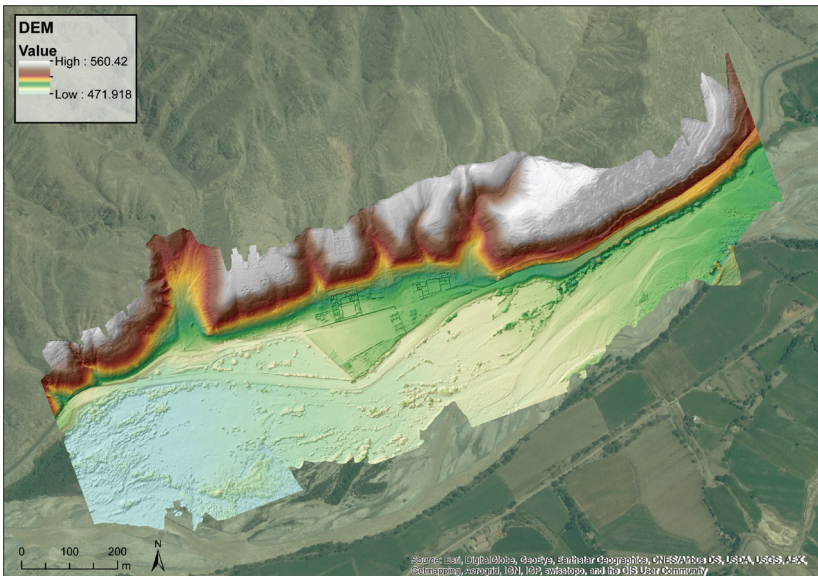 DEM
Value
High : 560.42
Low : 471.918
0 100 200
m
N
Source: Esri, DigitalGlobe, GeoEye, Earthstar Geographics, CNES/Airbus DS, USDA, USGS, AEX,
Getmapping, Aerogrid, IGN, IGP, swisstopo, and the GIS User Community